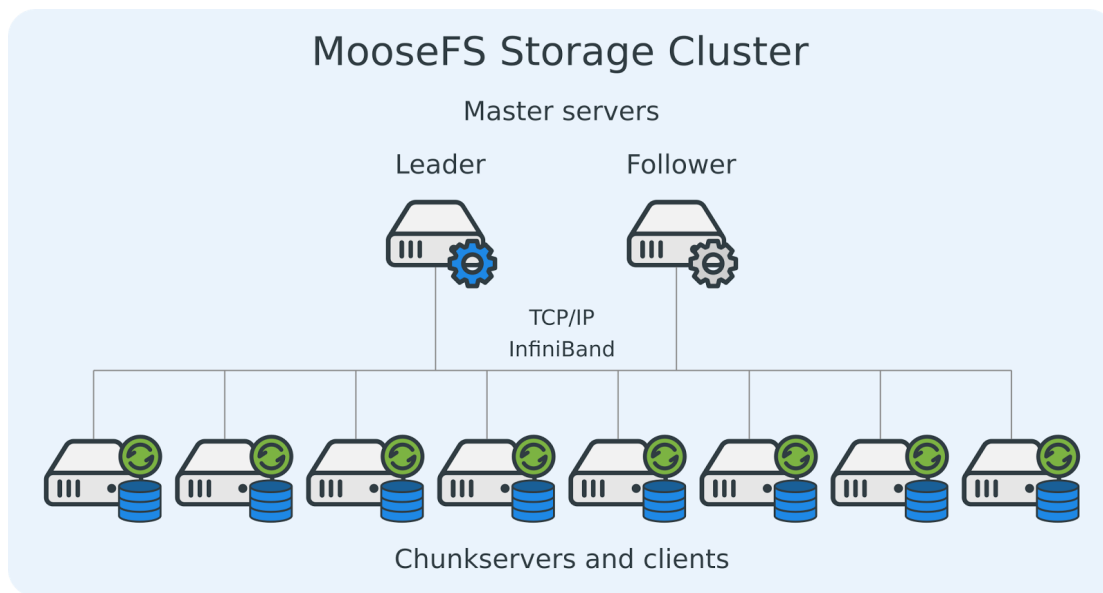 MooseFS Storage Cluster
Master servers
Leader
Follower
TCP/IP
InfiniBand
Chunkservers and clients